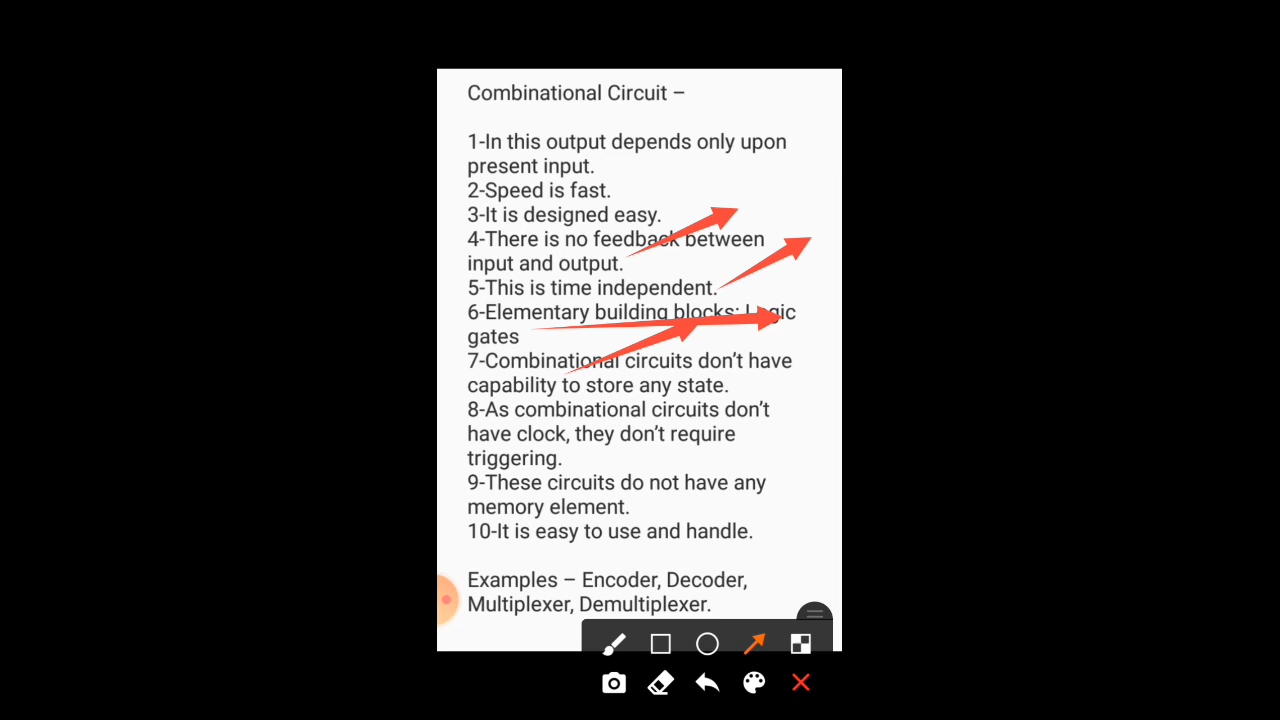 Combinational Circuit –
1-In this output depends only upon
present input.
2-Speed is fast.
3-It is designed easy.
4-There is no feedback between
input and output.
5-This is time independent.
6-Elementary building blocks: Logic
gates
7-Combinational circuits don’t have
capability to store any state.
8-As combinational circuits don’t
have clock, they don’t require
triggering.
9-These circuits do not have any
memory element.
10-It is easy to use and handle.
Examples – Encoder, Decoder,
Multiplexer, Demultiplexer.